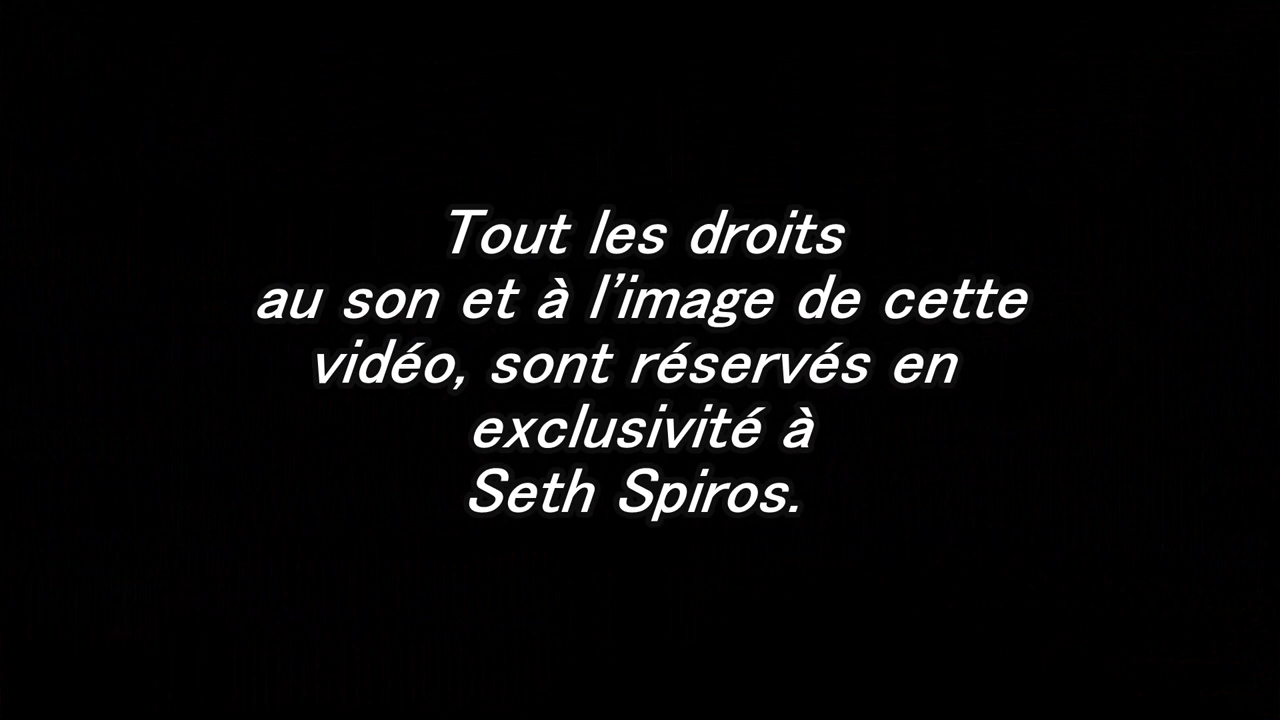 Tout les droits
au son et à l'image de cette
vidéo, sont réservés en
exclusivité à
Seth Spiros.